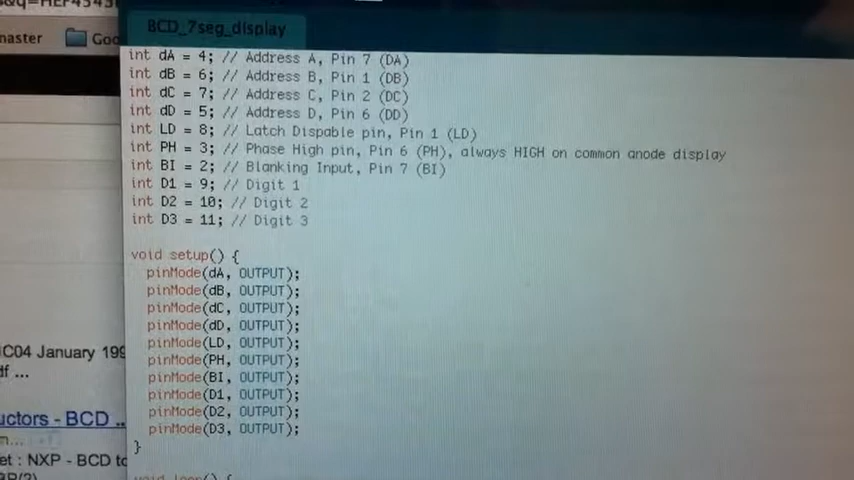 naster
Goo
BCD_7seg_display
int dA = 4; // Address A, Pin 7 (DA)
int dB = 6; // Address B, Pin 1 (DB)
int dC = 7; // Address C, Pin 2 (DC)
int dD = 5; // Address D, Pin 6 (DD)
int LD = 8; // Latch Dispable pin, Pin 1 (LD)
int PH = 3; // Phase High pin, Pin 6 (PH), always HIGH on common anode display
int BI = 2; // Blanking Input, Pin 7 (BI)
int D1 = 9; // Digit 1
int D2 = 10; // Digit 2
int D3 = 11; // Digit 3
void setup() {
pinMode(dA, OUTPUT);
pinMode(dB, OUTPUT);
pinMode(dC, OUTPUT);
pinMode(dD, OUTPUT);
pinMode(LD, OUTPUT);
pinMode(PH, OUTPUT);
pinMode(BI, OUTPUT);
pinMode(D1, OUTPUT);
pinMode(D2, OUTPUT);
pinMode(D3, OUTPUT);
}
void loop() {
IC04 January 199
df ...
uctors - BCD ...
et : NXP - BCD to